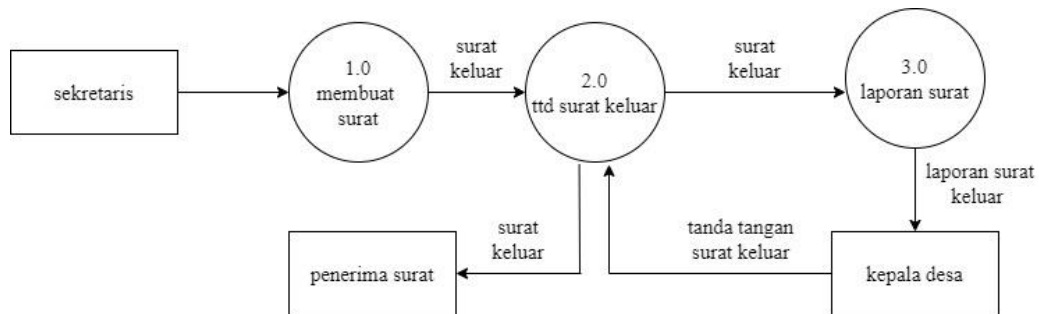 sekretaris
1.0
membuat
surat
surat
keluar
2.0
ttd surat keluar
surat
keluar
3.0
laporan surat
laporan surat
keluar
surat
keluar
tanda tangan
surat keluar
penerima surat
kepala desa